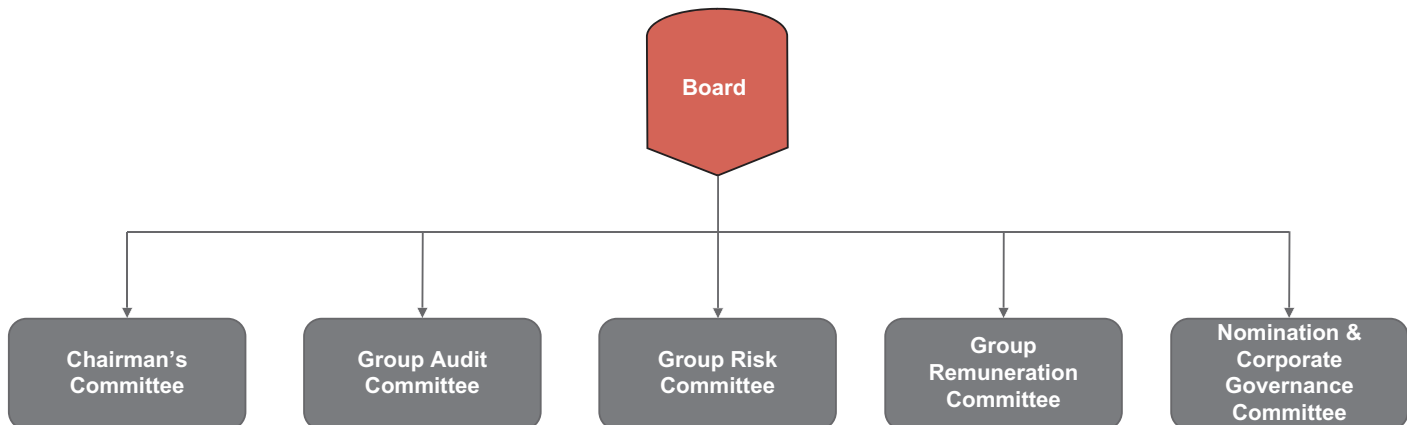 Board
Chairman’s
Committee
Group Audit
Committee
Group Risk
Committee
Group
Remuneration
Committee
Nomination &
Corporate
Governance
Committee